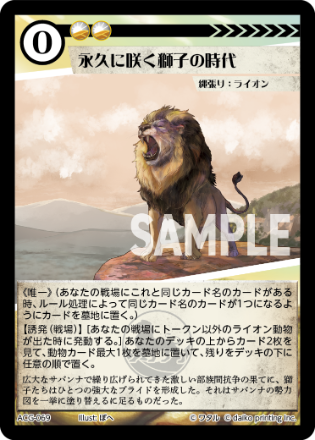 0
永久に咲く獅子の時代
縄張り：ライオン
SAMPLE
《唯一》(あなたの戦場にこれと同じカード名のカードがある
時、ルール処理によって同じカード名のカードが1つになるよ
うにカードを墓地に置く。)
【誘発(戦場)】[あなたの戦場にトークン以外のライオン動物
が出た時に発動する。]あなたのデッキの上からカード2枚を見
て、動物カード最大1枚を墓地に置いて、残りをデッキの下に
任意の順で置く。
広大なサバンナで繰り広げられてきた激しい部族間抗争の果てに、獅子
たちはひとつの強大なプライドを形成した。それはサバンナの勢力
図を一挙に塗り替えるに足るものだった。
ACG-069
illust ぽへ
© ワタル © daiko printing inc.